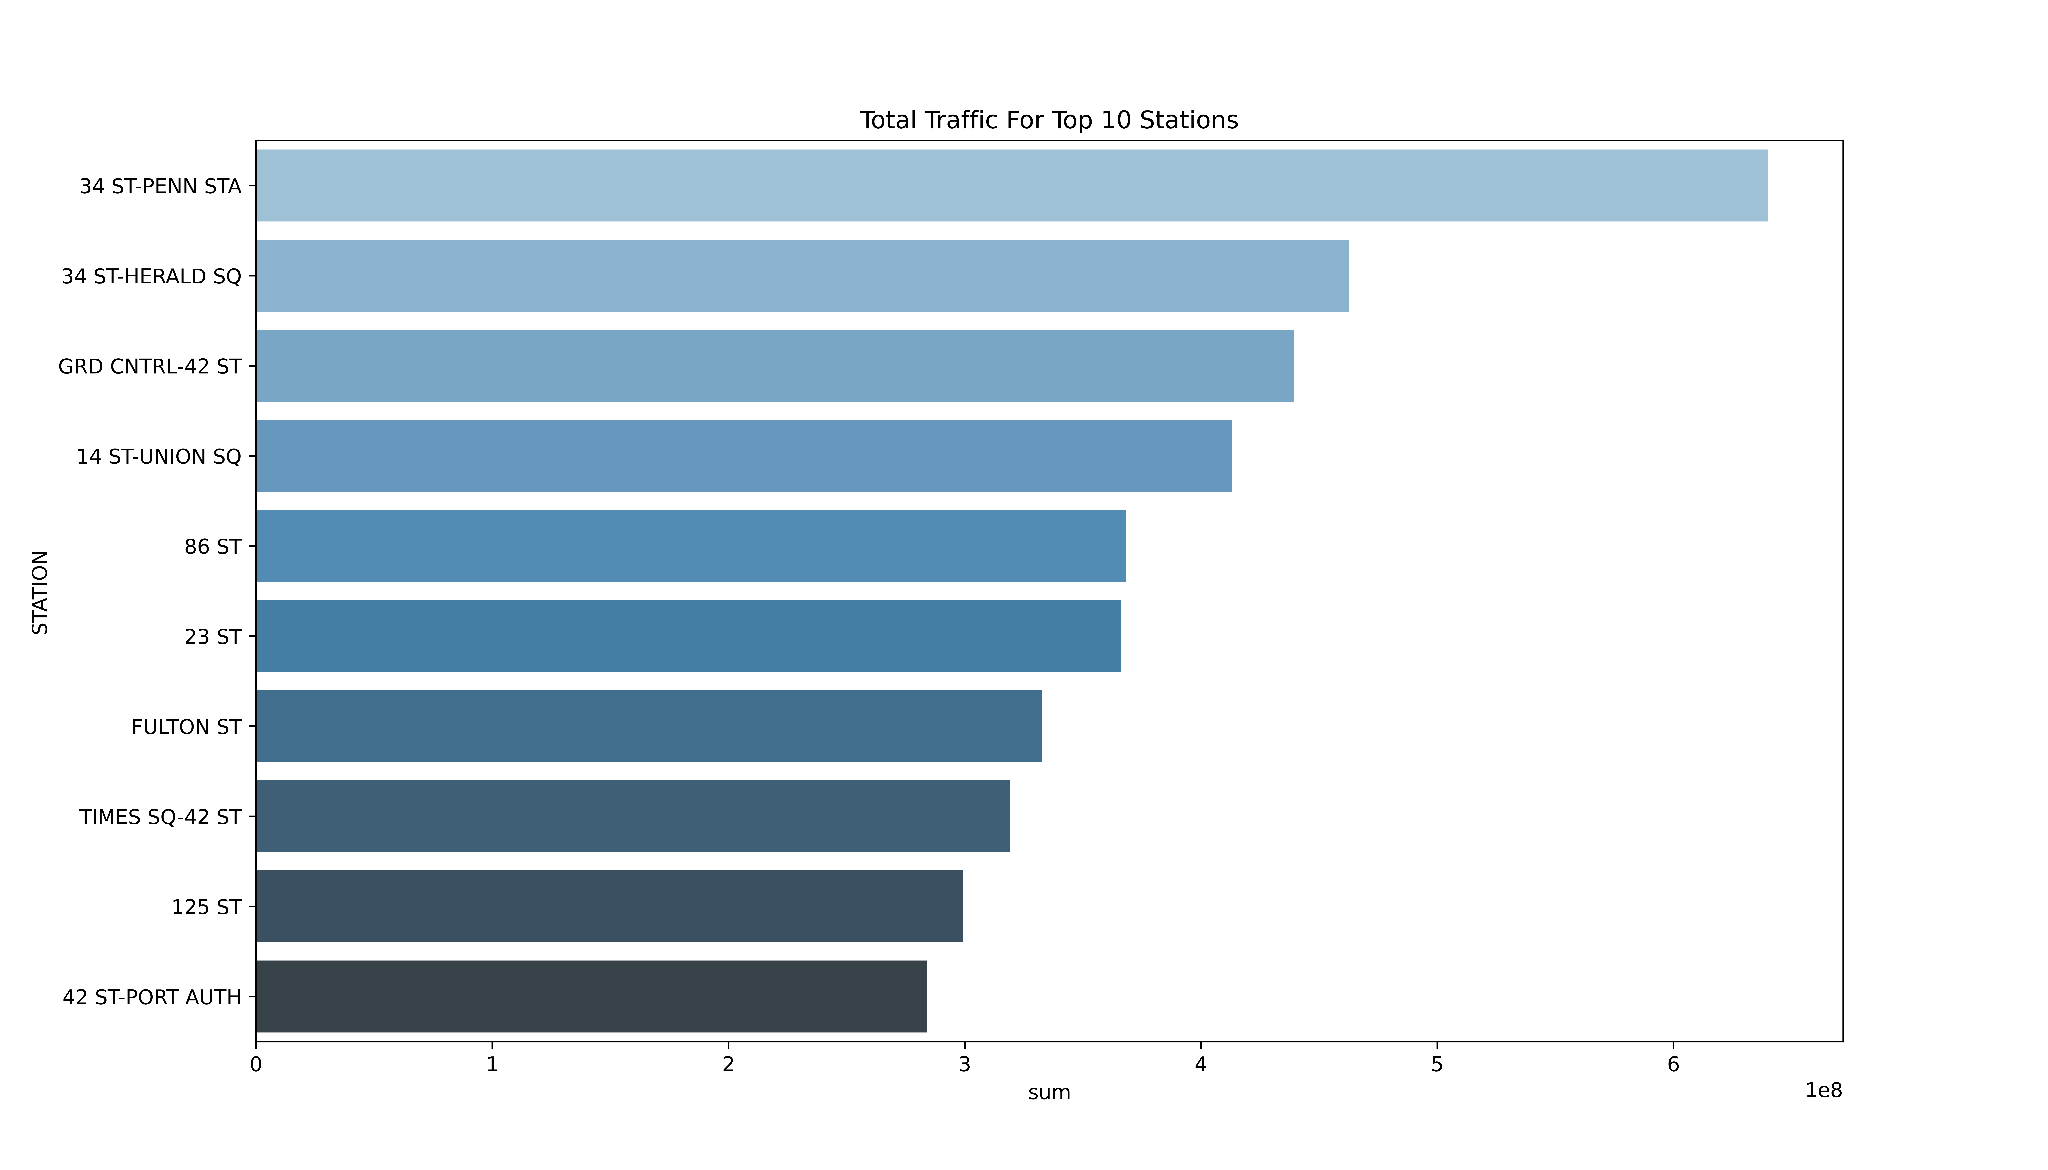 Total Traffic For Top 10 Stations
34 ST-PENN STA
34 ST-HERALD SQ
GRD CNTRL-42 ST
14 ST-UNION SQ
86 ST
23 ST
FULTON ST
TIMES SQ-42 ST
125 ST
42 ST-PORT AUTH
STATION
0 1 2 3 4 5 6
sum
1e8